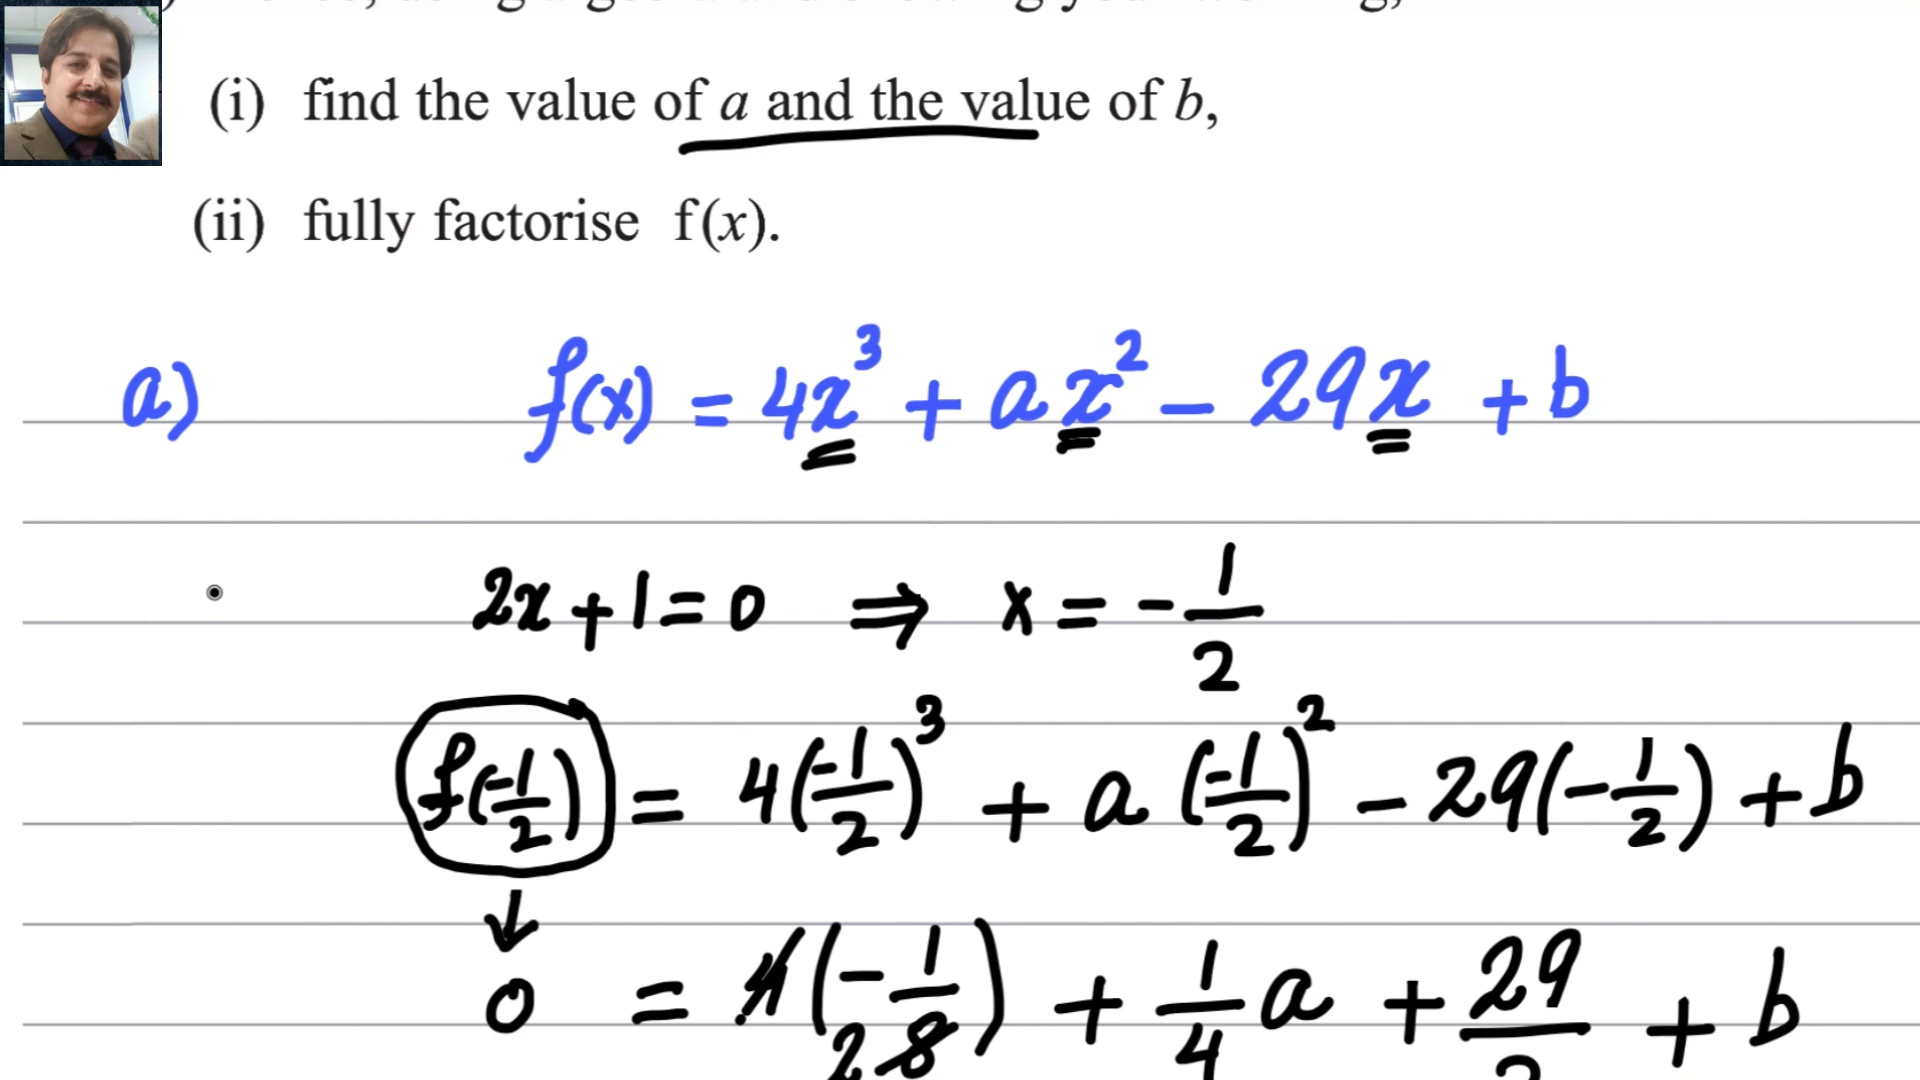 (i) find the value of a and the value of b,
(ii) fully factorise f(x).
a) f(x) = 4x³ + ax² − 29x + b
2x + 1 = 0 ⇒ x = −1/2
f(-1/2) = 4(-1/2)³ + a(-1/2)² − 29(−1/2) + b
↓
0 = 4(−1/8) + 1/4 a + 29/2 + b
2